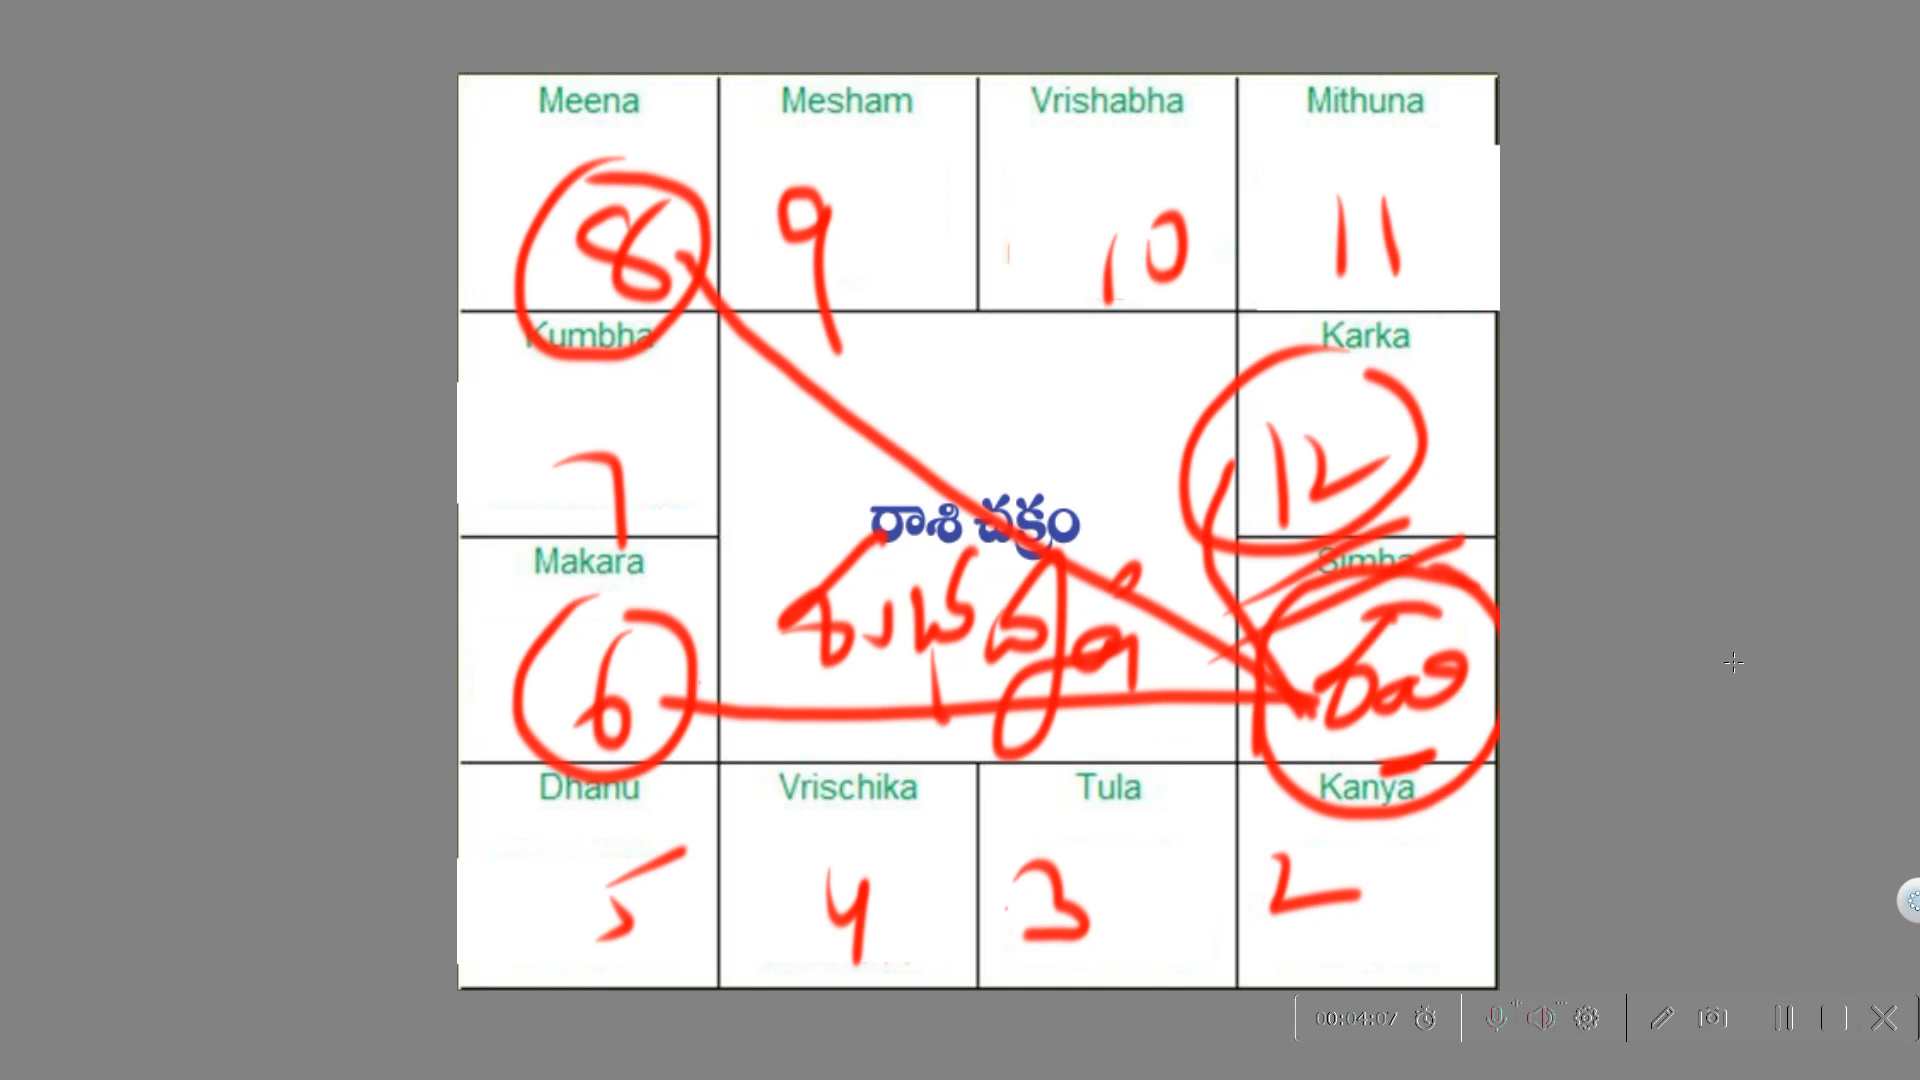 Meena Mesham Vrishabha Mithuna
8 9 10 11
Kumbha Karka
7 12
రాశి చక్రం
Makara Simha
6 రవి
Dhanu Vrischika Tula Kanya
5 4 3 2
00:04:07